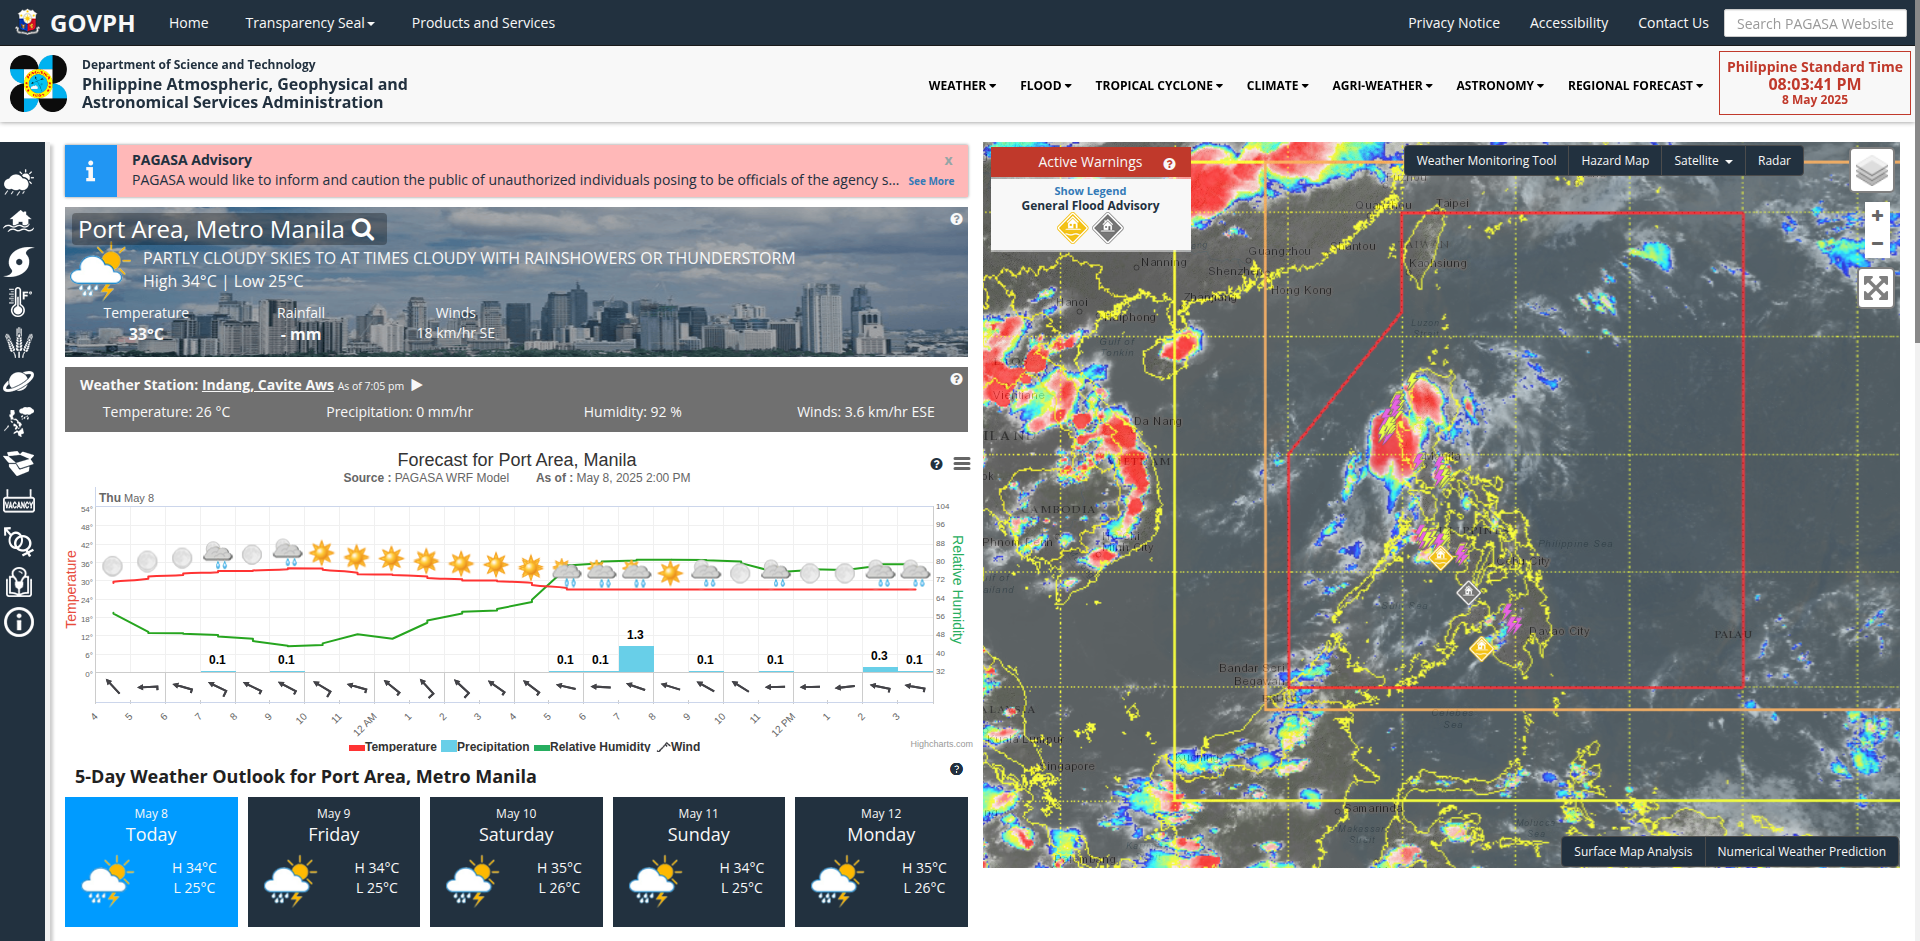 GOVPH
Home
Transparency Seal
Products and Services
Privacy Notice
Accessibility
Contact Us
Search PAGASA Website
Department of Science and Technology
Philippine Atmospheric, Geophysical and
Astronomical Services Administration
WEATHER
FLOOD
TROPICAL CYCLONE
CLIMATE
AGRI-WEATHER
ASTRONOMY
REGIONAL FORECAST
Philippine Standard Time
08:03:41 PM
8 May 2025
PAGASA Advisory
x
PAGASA would like to inform and caution the public of unauthorized individuals posing to be officials of the agency s... See More
Port Area, Metro Manila
PARTLY CLOUDY SKIES TO AT TIMES CLOUDY WITH RAINSHOWERS OR THUNDERSTORM
High 34°C | Low 25°C
Temperature
33°C
Rainfall
- mm
Winds
18 km/hr SE
Weather Station: Indang, Cavite Aws As of 7:05 pm
Temperature: 26 °C
Precipitation: 0 mm/hr
Humidity: 92 %
Winds: 3.6 km/hr ESE
Forecast for Port Area, Manila
Source : PAGASA WRF Model As of : May 8, 2025 2:00 PM
Thu May 8
Temperature
54°
48°
42°
36°
30°
24°
18°
12°
6°
0°
104
96
88
80
72
64
56
48
40
32
Relative Humidity
0.1
0.1
0.1
0.1
1.3
0.1
0.1
0.3
0.1
4
5
6
7
8
9
10
11
12 AM
1
2
3
4
5
6
7
8
9
10
11
12 PM
1
2
3
Temperature
Precipitation
Relative Humidity
Wind
Highcharts.com
5-Day Weather Outlook for Port Area, Metro Manila
May 8
Today
H 34°C
L 25°C
May 9
Friday
H 34°C
L 25°C
May 10
Saturday
H 35°C
L 26°C
May 11
Sunday
H 34°C
L 25°C
May 12
Monday
H 35°C
L 26°C
VACANCY
Active Warnings
Show Legend
General Flood Advisory
Weather Monitoring Tool
Hazard Map
Satellite
Radar
+
−
Taipei
Guangzhou
Nanning
Kaohsiung
Shenzhen
Hong Kong
Hanoi
Haiphong
Luzon
Gulf of
Tonkin
Da Nang
CAMBODIA
Philippine Sea
Davao City
PALAU
Bandar Seri
Begawan
Celebes
Sea
Kuala Lumpur
Singapore
Samarinda
Surface Map Analysis
Numerical Weather Prediction